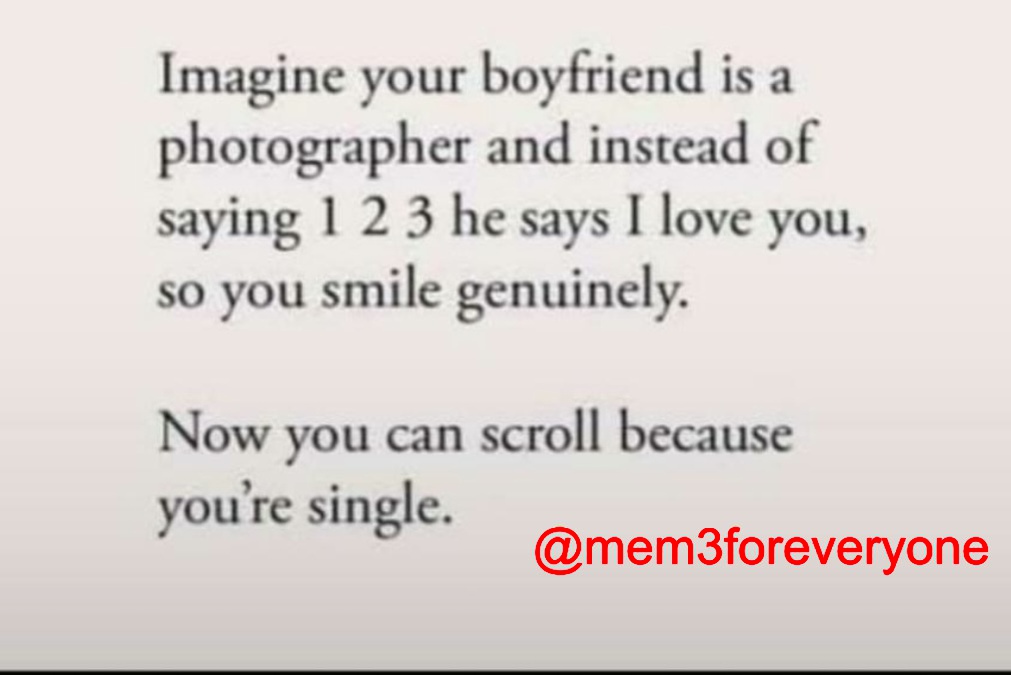 Imagine your boyfriend is a
photographer and instead of
saying 1 2 3 he says I love you,
so you smile genuinely.
Now you can scroll because
you're single.
@mem3foreveryone